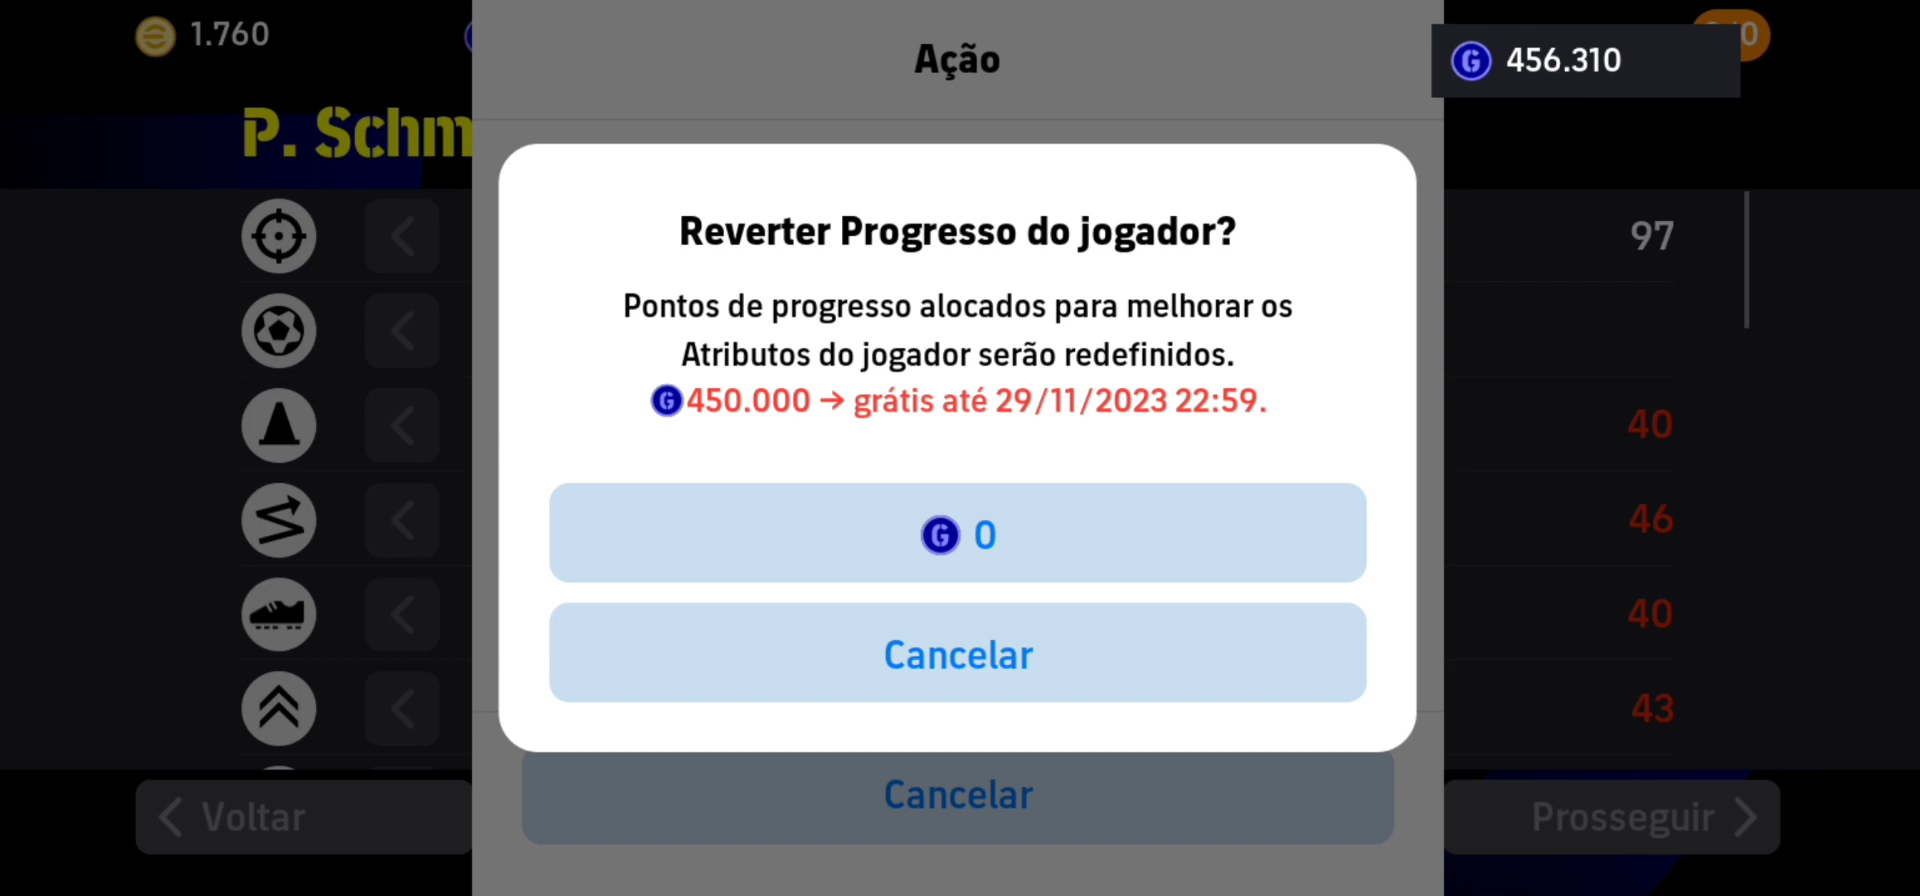 1.760
Ação
G 456.310
P. Schm
Reverter Progresso do jogador?
97
Pontos de progresso alocados para melhorar os
Atributos do jogador serão redefinidos.
G 450.000 → grátis até 29/11/2023 22:59.
40
46
G 0
40
Cancelar
43
Cancelar
Voltar
Prosseguir